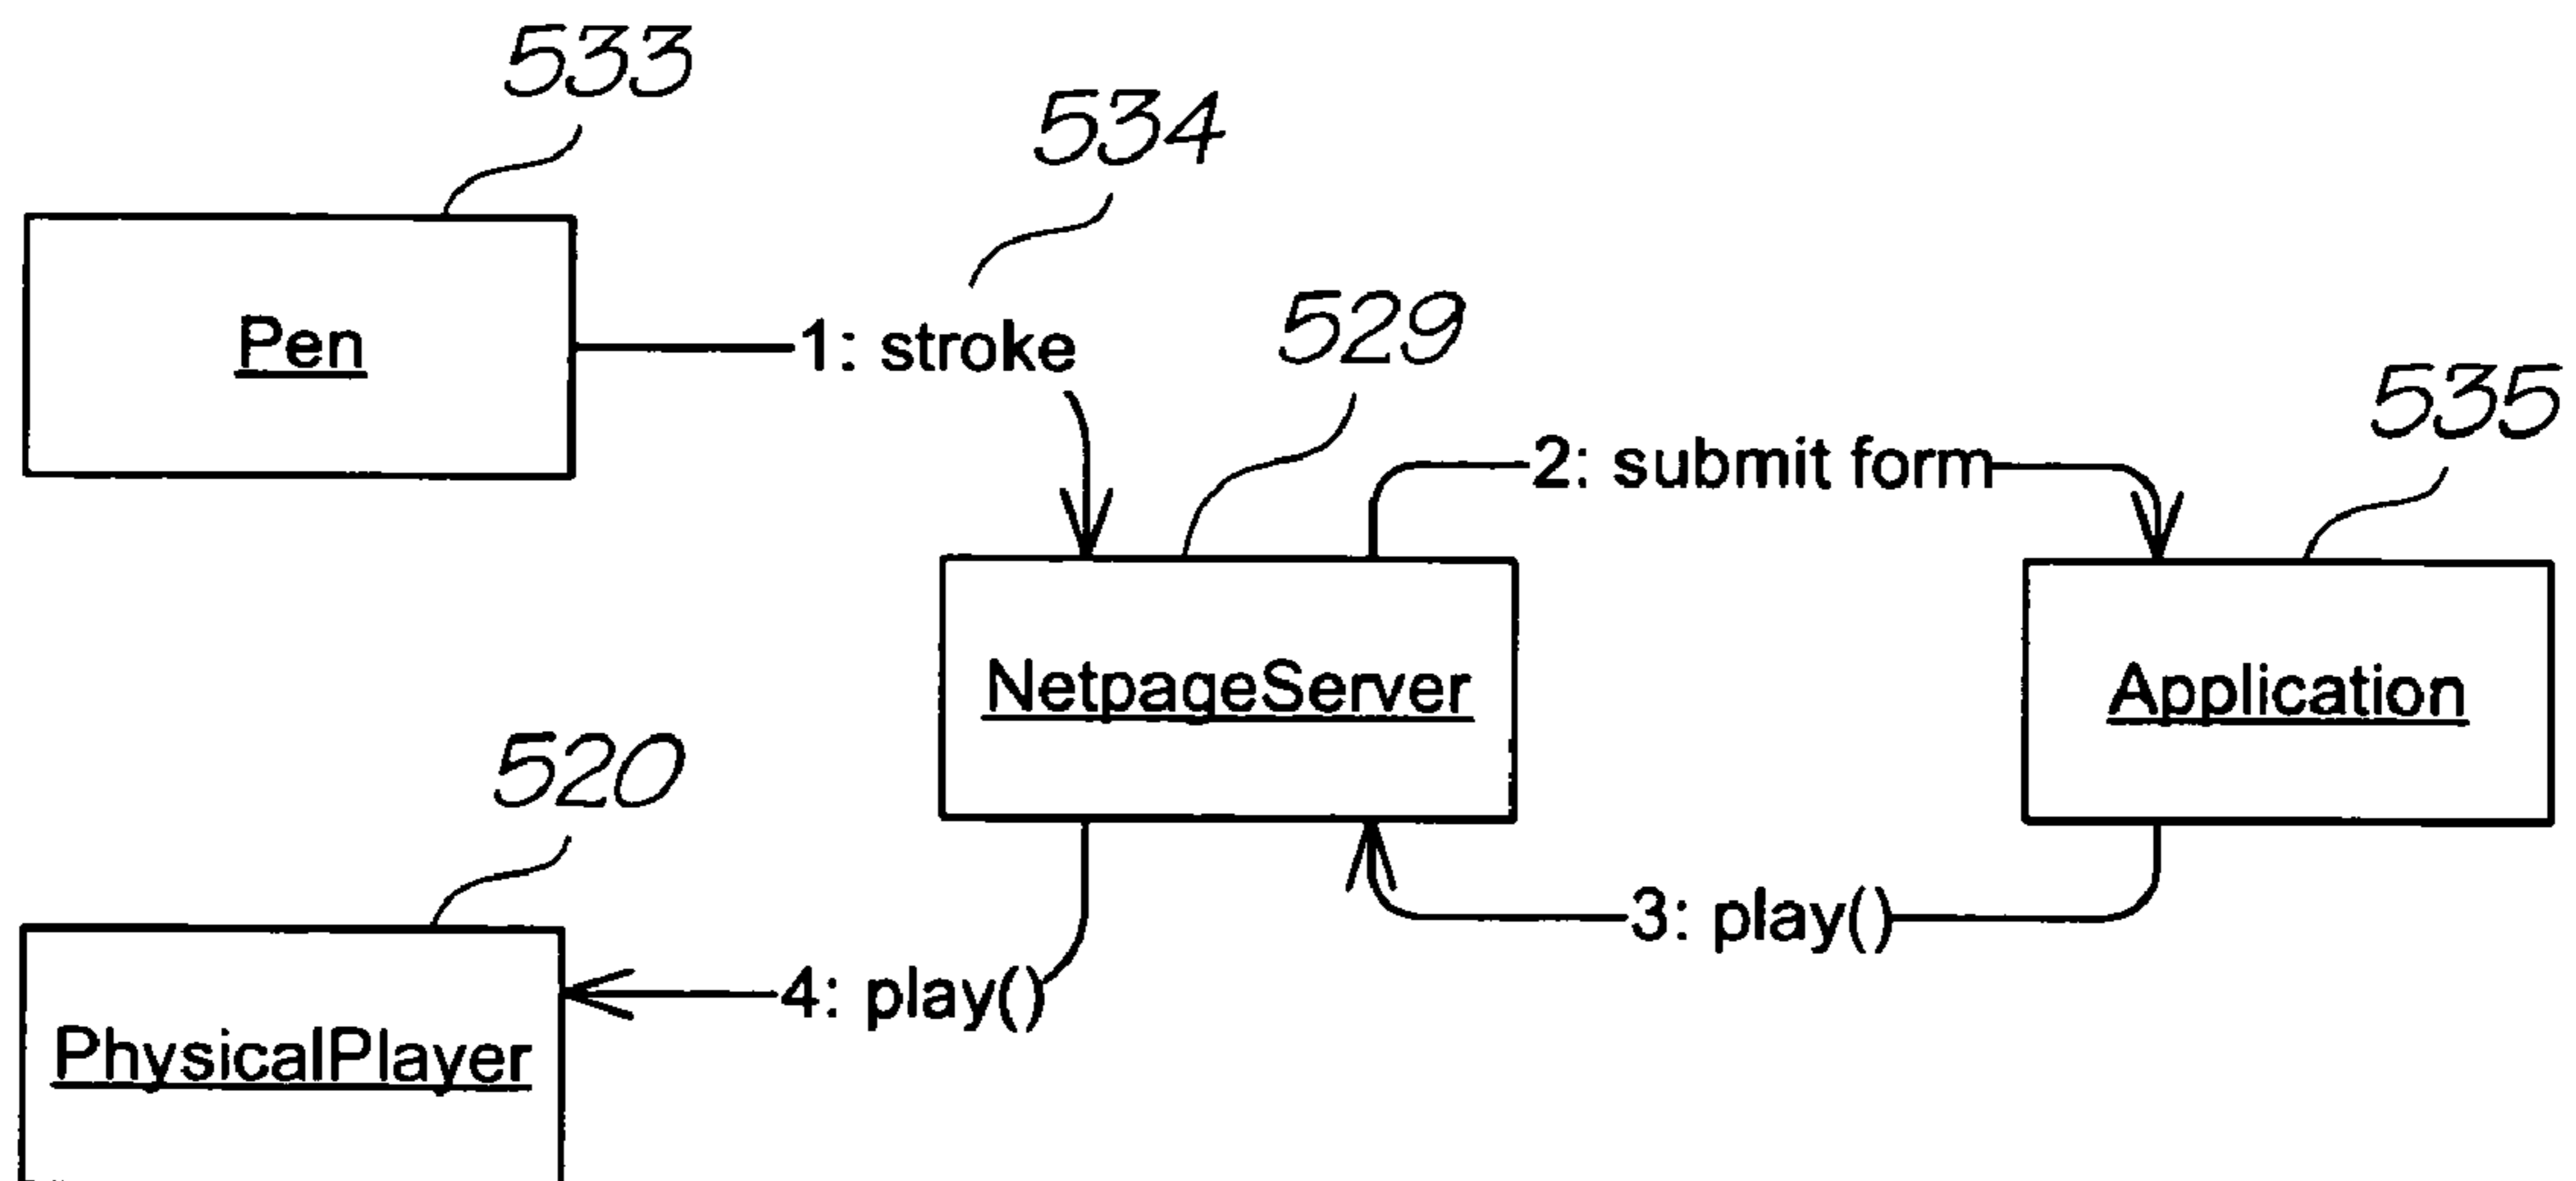 533
534
Pen
1: stroke
529
535
2: submit form
NetpageServer
Application
520
3: play()
4: play()
PhysicalPlayer